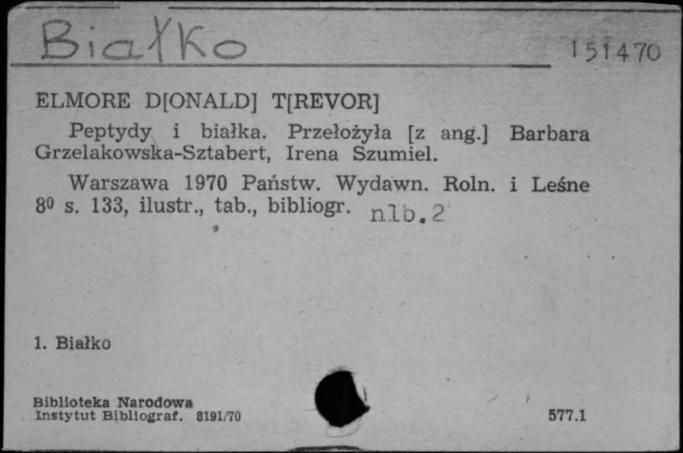 Białko 151470
ELMORE D[ONALD] T[REVOR]
Peptydy i białka. Przełożyła [z ang.] Barbara
Grzelakowska-Sztabert, Irena Szumiel.
Warszawa 1970 Państw. Wydawn. Roln. i Leśne
8⁰ s. 133, ilustr., tab., bibliogr. nlb. 2
1. Białko
Biblioteka Narodowa
Instytut Bibliograf. 8191/70 577.1